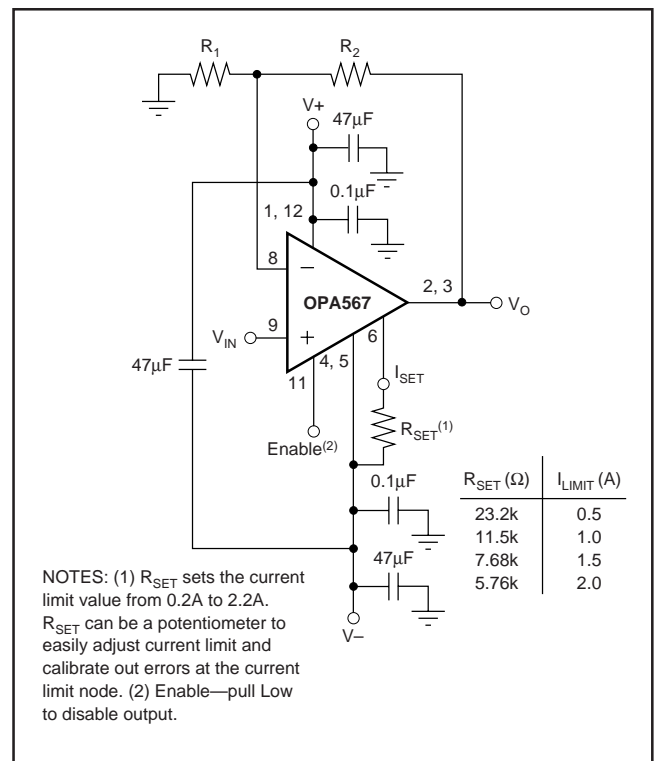 R1
R2
V+
47μF
0.1μF
1, 12
8
–
OPA567
2, 3
VO
VIN
9
+
6
4, 5
11
ISET
47μF
RSET(1)
Enable(2)
0.1μF
47μF
V–
RSET (Ω) ILIMIT (A)
23.2k 0.5
11.5k 1.0
7.68k 1.5
5.76k 2.0
NOTES: (1) RSET sets the current
limit value from 0.2A to 2.2A.
RSET can be a potentiometer to
easily adjust current limit and
calibrate out errors at the current
limit node. (2) Enable—pull Low
to disable output.